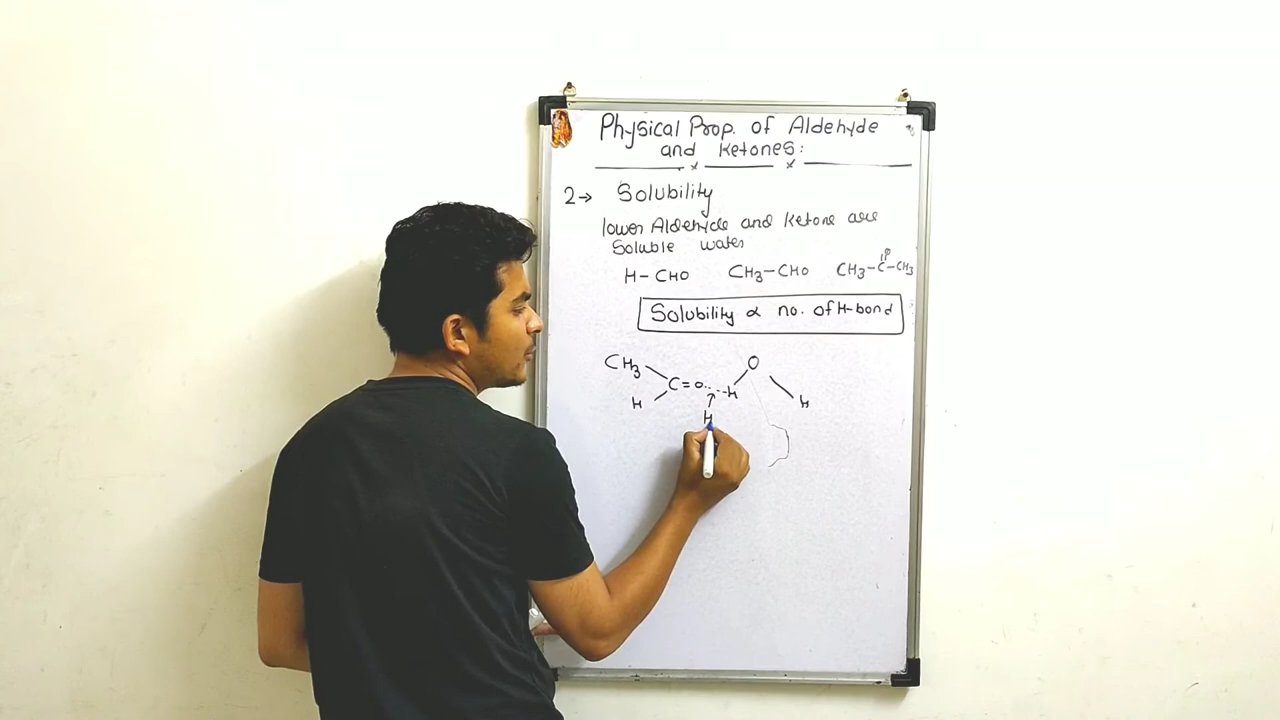 Physical Prop. of Aldehyde
and Ketones:
2→ Solubility
lower Aldehyde and Ketone are
Soluble water
H-CHO CH3-CHO CH3-C-CH3
Solubility ∝ no. of H-bond
CH3 O
C=O---H
H H
H